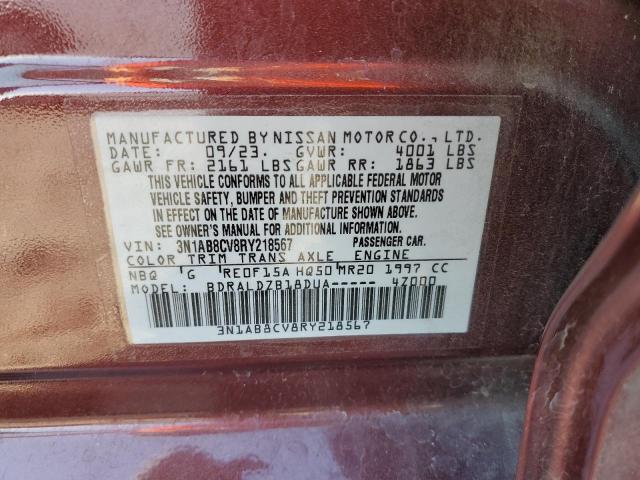 MANUFACTURED BY NISSAN MOTOR CO., LTD.
DATE: 09/23. GVWR: 4001 LBS
GAWR FR: 2161 LBS GAWR RR: 1863 LBS
THIS VEHICLE CONFORMS TO ALL APPLICABLE FEDERAL MOTOR
VEHICLE SAFETY, BUMPER AND THEFT PREVENTION STANDARDS
IN EFFECT ON THE DATE OF MANUFACTURE SHOWN ABOVE.
SEE OWNER'S MANUAL FOR ADDITIONAL INFORMATION.
VIN: 3N1AB8CV8RY218567 PASSENGER CAR.
COLOR TRIM TRANS AXLE ENGINE
NBQ G RE0F15A HQ50 MR20 1997 CC
MODEL: BDRALDZB18DUA----- 4Z000
3N1AB8CV8RY218567